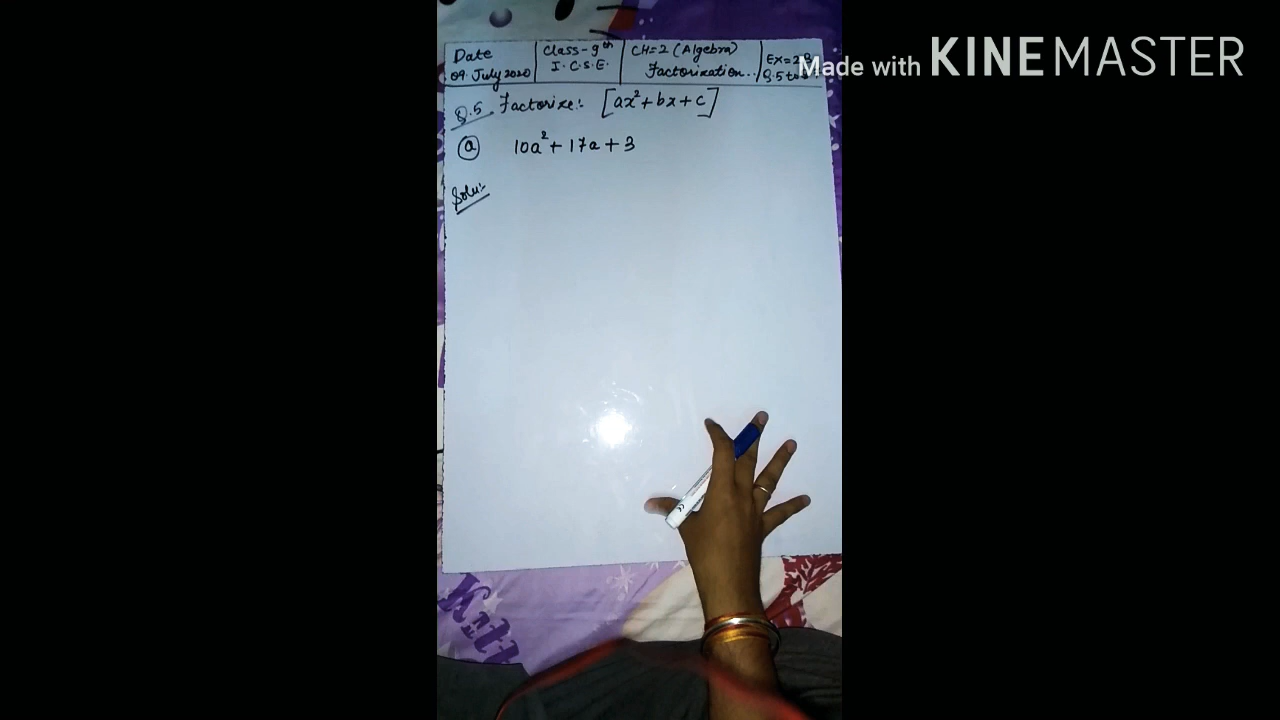 Made with KINEMASTER
Date
09. July 2020
Class - 9th
I. C. S. E.
CH=2 (Algebra)
Factorization..
Q.5 Factorize:- [ax²+bx+c]
(a) 10a²+17a+3
Solu:-